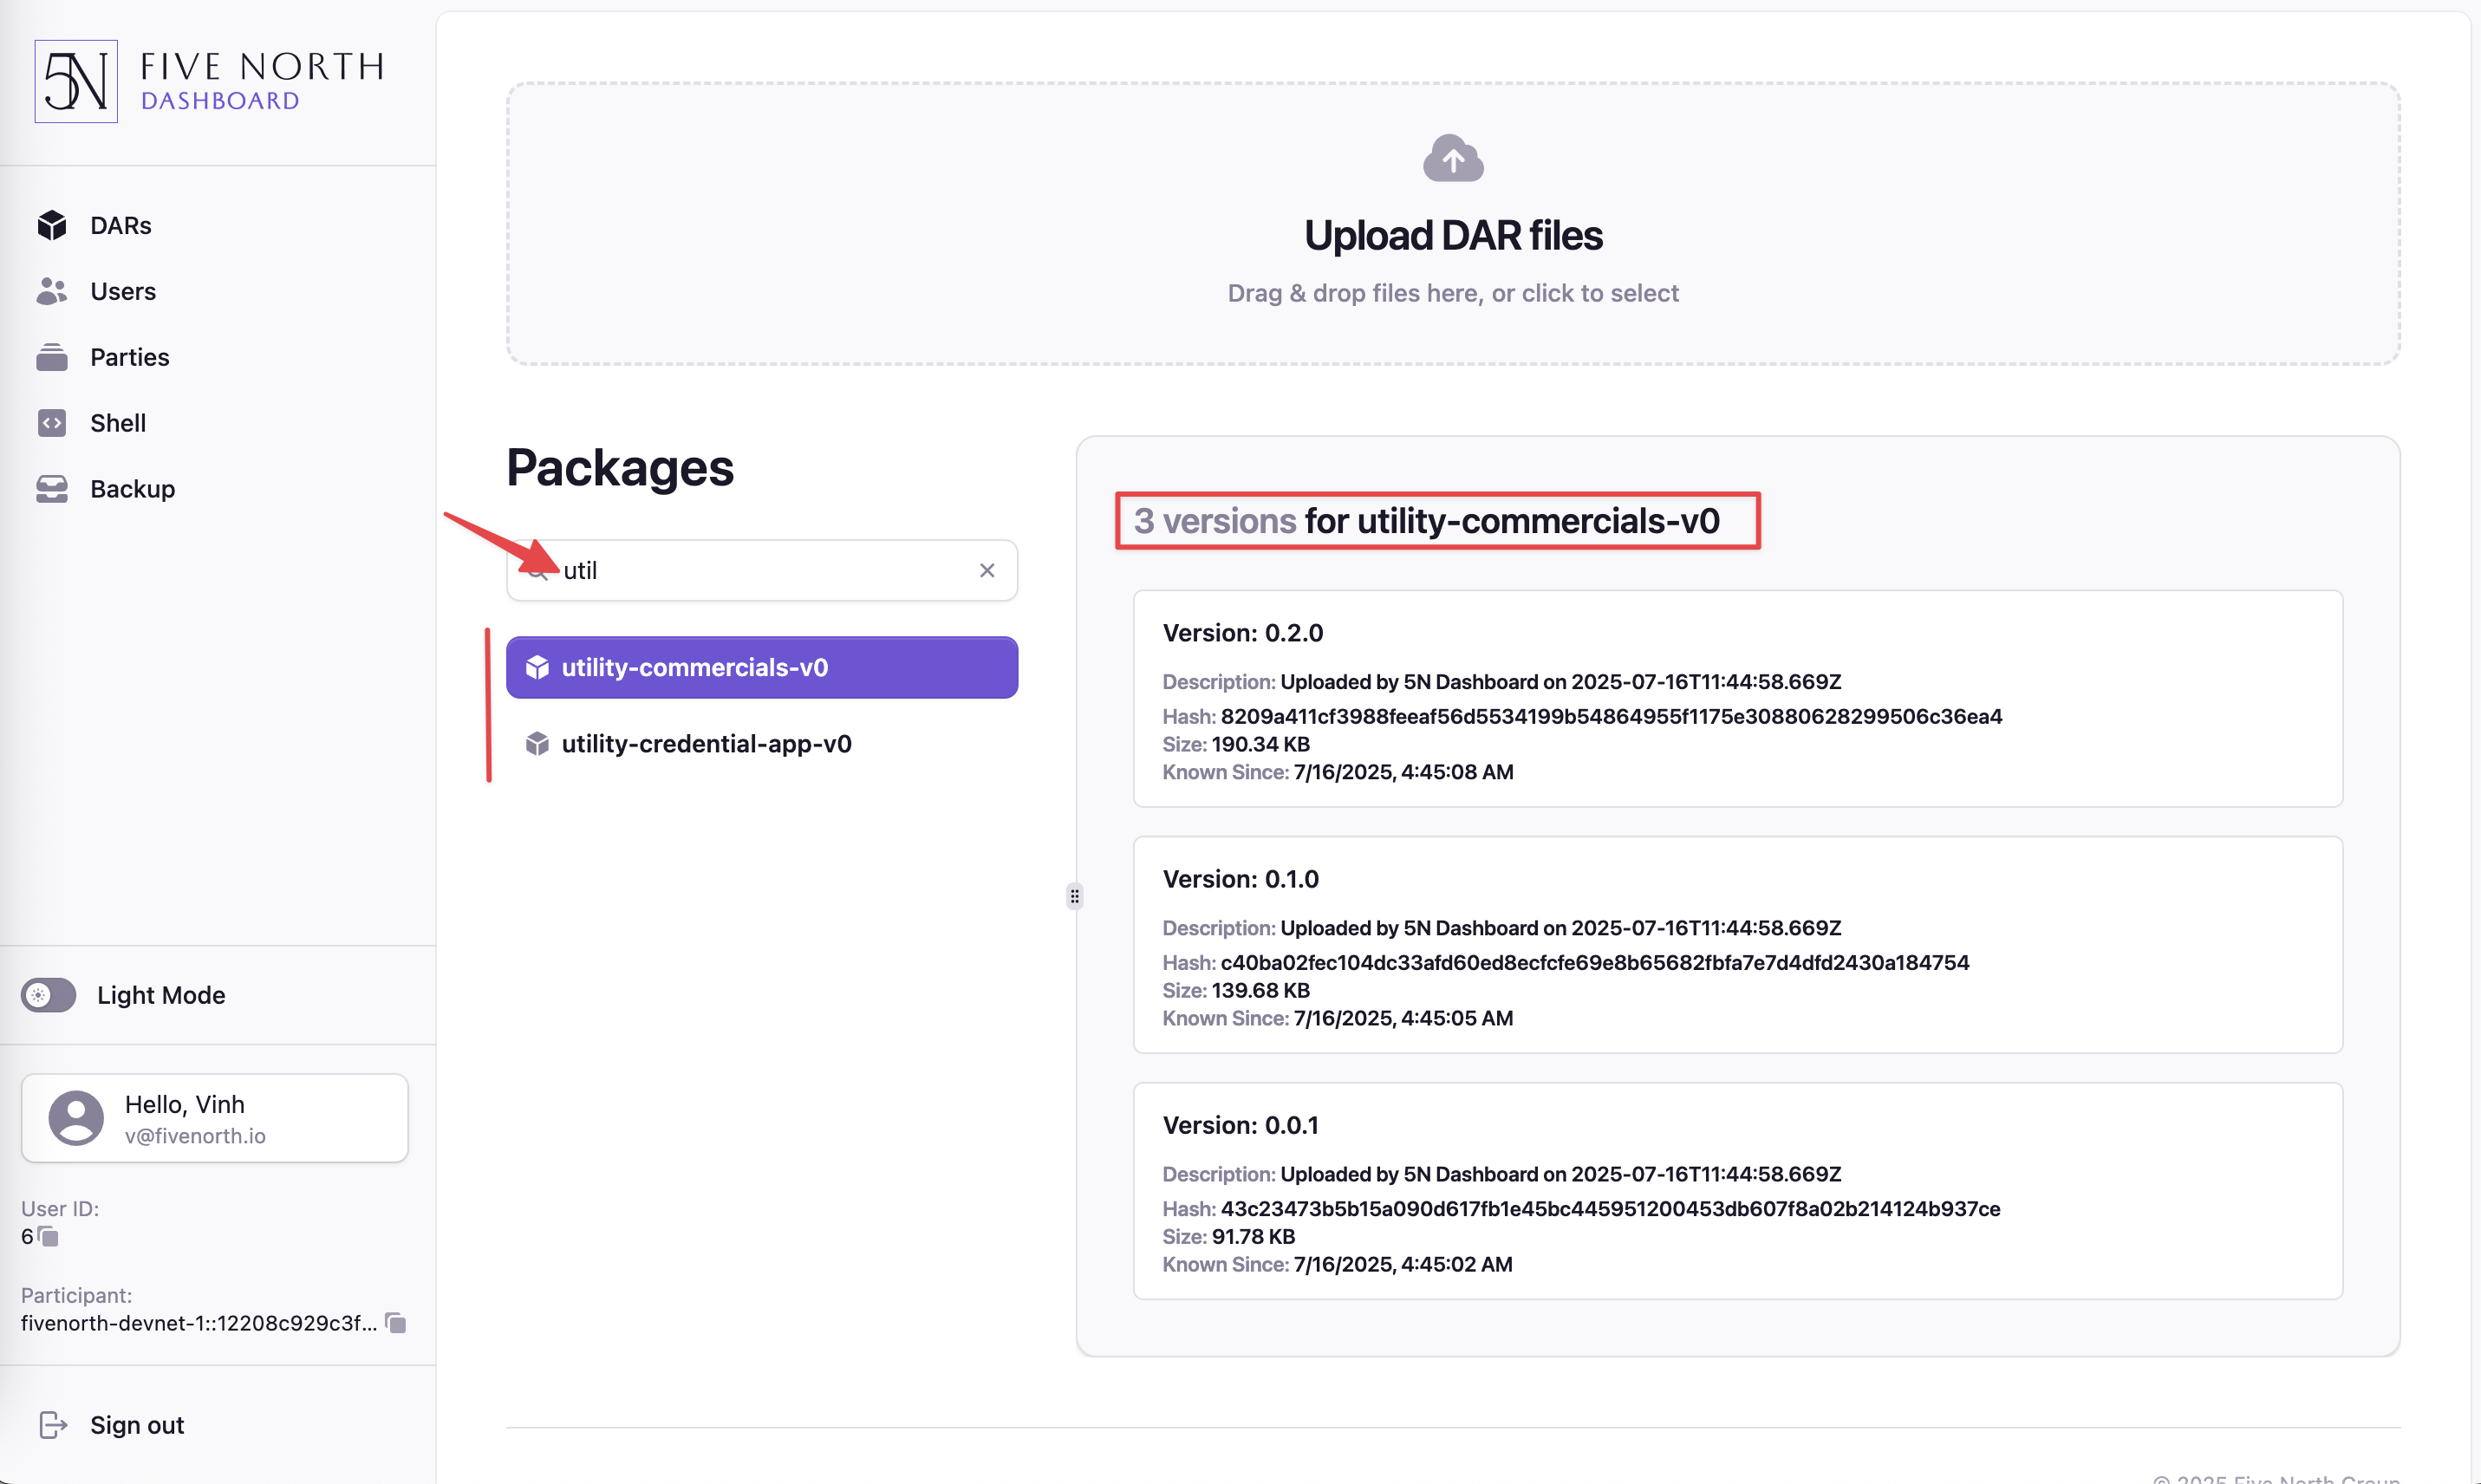 5N
FIVE NORTH
DASHBOARD
DARs
Users
Parties
Shell
Backup
Light Mode
Hello, Vinh
v@fivenorth.io
User ID:
6
Participant:
fivenorth-devnet-1::12208c929c3f...
Sign out
Upload DAR files
Drag & drop files here, or click to select
Packages
util
utility-commercials-v0
utility-credential-app-v0
3 versions for utility-commercials-v0
Version: 0.2.0
Description: Uploaded by 5N Dashboard on 2025-07-16T11:44:58.669Z
Hash: 8209a411cf3988feeaf56d5534199b54864955f1175e30880628299506c36ea4
Size: 190.34 KB
Known Since: 7/16/2025, 4:45:08 AM
Version: 0.1.0
Description: Uploaded by 5N Dashboard on 2025-07-16T11:44:58.669Z
Hash: c40ba02fec104dc33afd60ed8ecfcfe69e8b65682fbfa7e7d4dfd2430a184754
Size: 139.68 KB
Known Since: 7/16/2025, 4:45:05 AM
Version: 0.0.1
Description: Uploaded by 5N Dashboard on 2025-07-16T11:44:58.669Z
Hash: 43c23473b5b15a090d617fb1e45bc445951200453db607f8a02b214124b937ce
Size: 91.78 KB
Known Since: 7/16/2025, 4:45:02 AM
© 2025 Five North Group